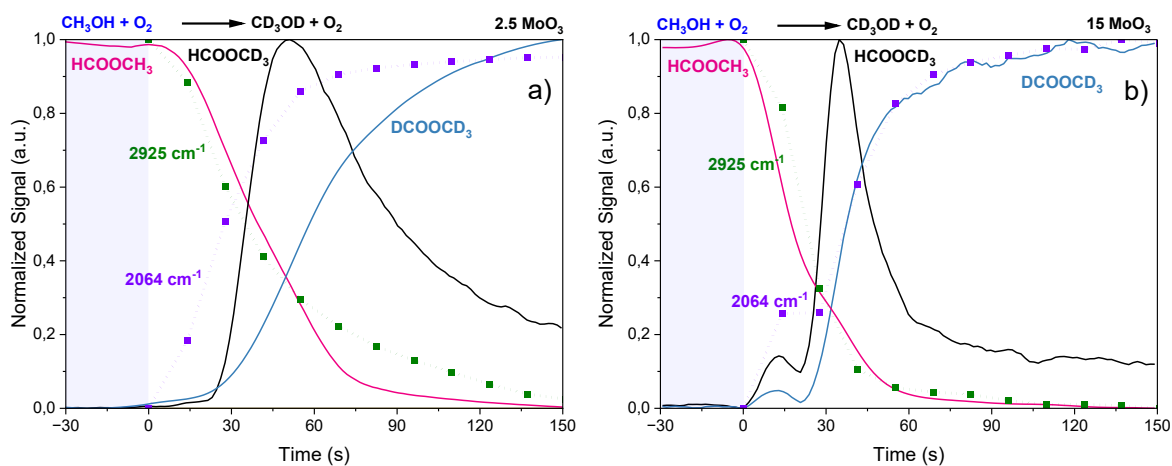 CH₃OH + O₂ → CD₃OD + O₂ 2.5 MoO₃
1,0
HCOOCH₃ HCOOCD₃
a)
0,8
DCOOCD₃
2925 cm⁻¹
0,6
0,4
2064 cm⁻¹
0,2
0,0
−30 0 30 60 90 120 150
Time (s)
Normalized Signal (a.u.)
CH₃OH + O₂ → CD₃OD + O₂ 15 MoO₃
1,0
HCOOCH₃ HCOOCD₃
DCOOCD₃
b)
0,8
2925 cm⁻¹
0,6
0,4
2064 cm⁻¹
0,2
0,0
−30 0 30 60 90 120 150
Time (s)
Normalized Signal (a.u.)